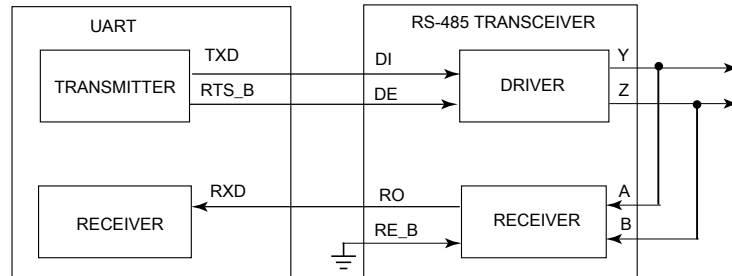 UART
RS-485 TRANSCEIVER
TXD
DI
Y
TRANSMITTER
RTS_B
DE
DRIVER
Z
RXD
RO
A
RECEIVER
RE_B
RECEIVER
B